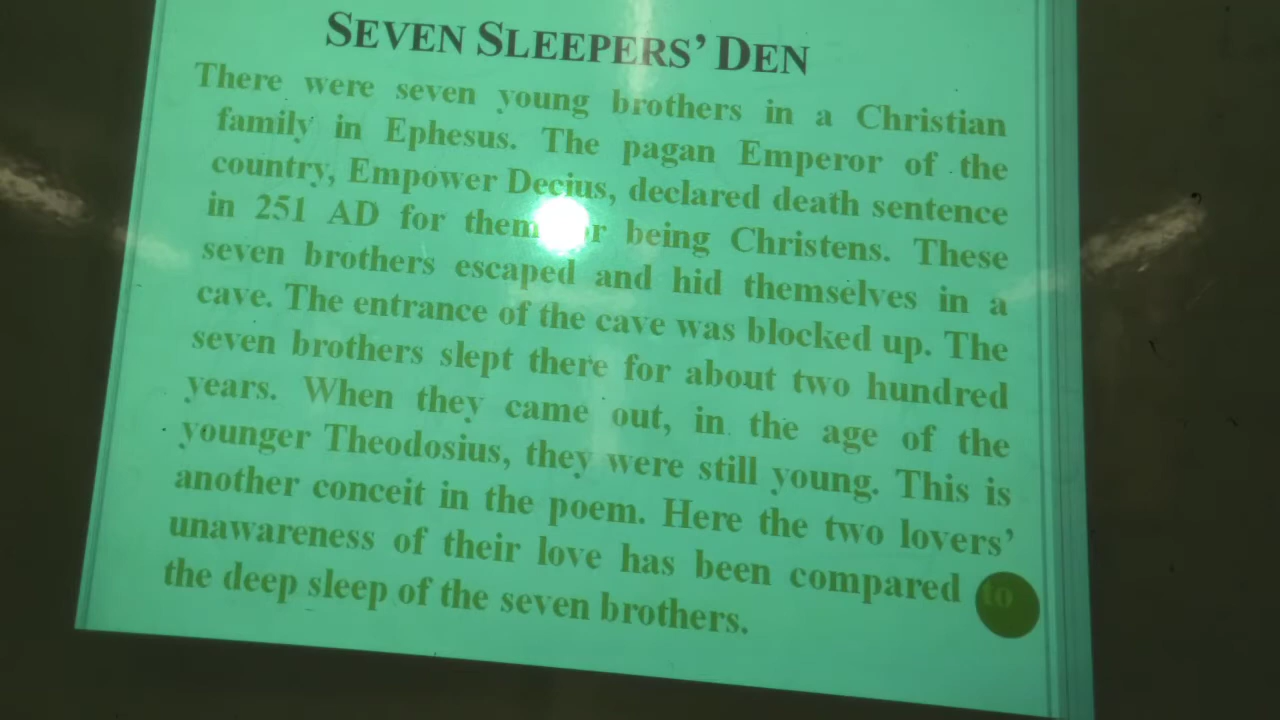 SEVEN SLEEPERS' DEN
There were seven young brothers in a Christian
family in Ephesus. The pagan Emperor of the
country, Empower Decius, declared death sentence
in 251 AD for them being Christens. These
seven brothers escaped and hid themselves in a
cave. The entrance of the cave was blocked up. The
seven brothers slept there for about two hundred
years. When they came out, in the age of the
younger Theodosius, they were still young. This is
another conceit in the poem. Here the two lovers'
unawareness of their love has been compared to
the deep sleep of the seven brothers.